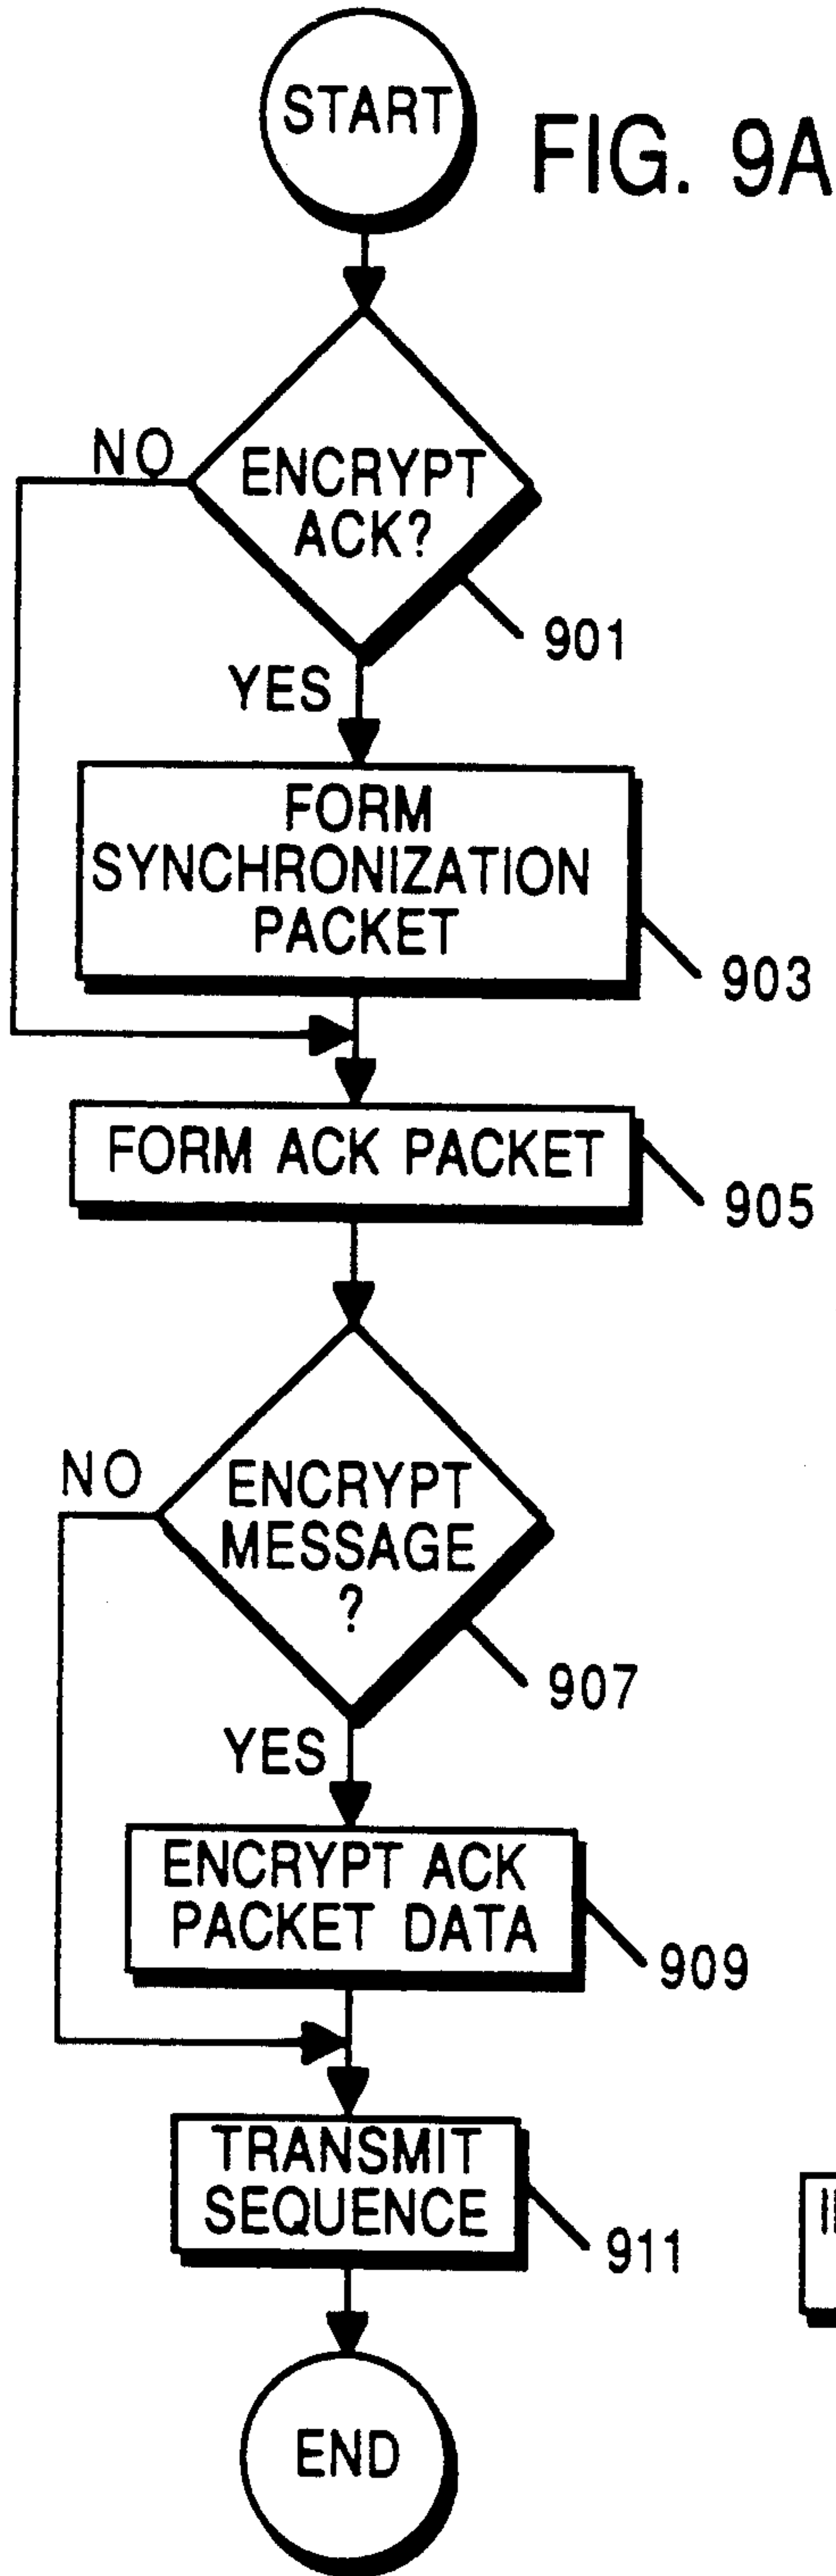 START
FIG. 9A
NO
ENCRYPT
ACK?
901
YES
FORM
SYNCHRONIZATION
PACKET
903
FORM ACK PACKET
905
NO
ENCRYPT
MESSAGE
?
907
YES
ENCRYPT ACK
PACKET DATA
909
TRANSMIT
SEQUENCE
911
END